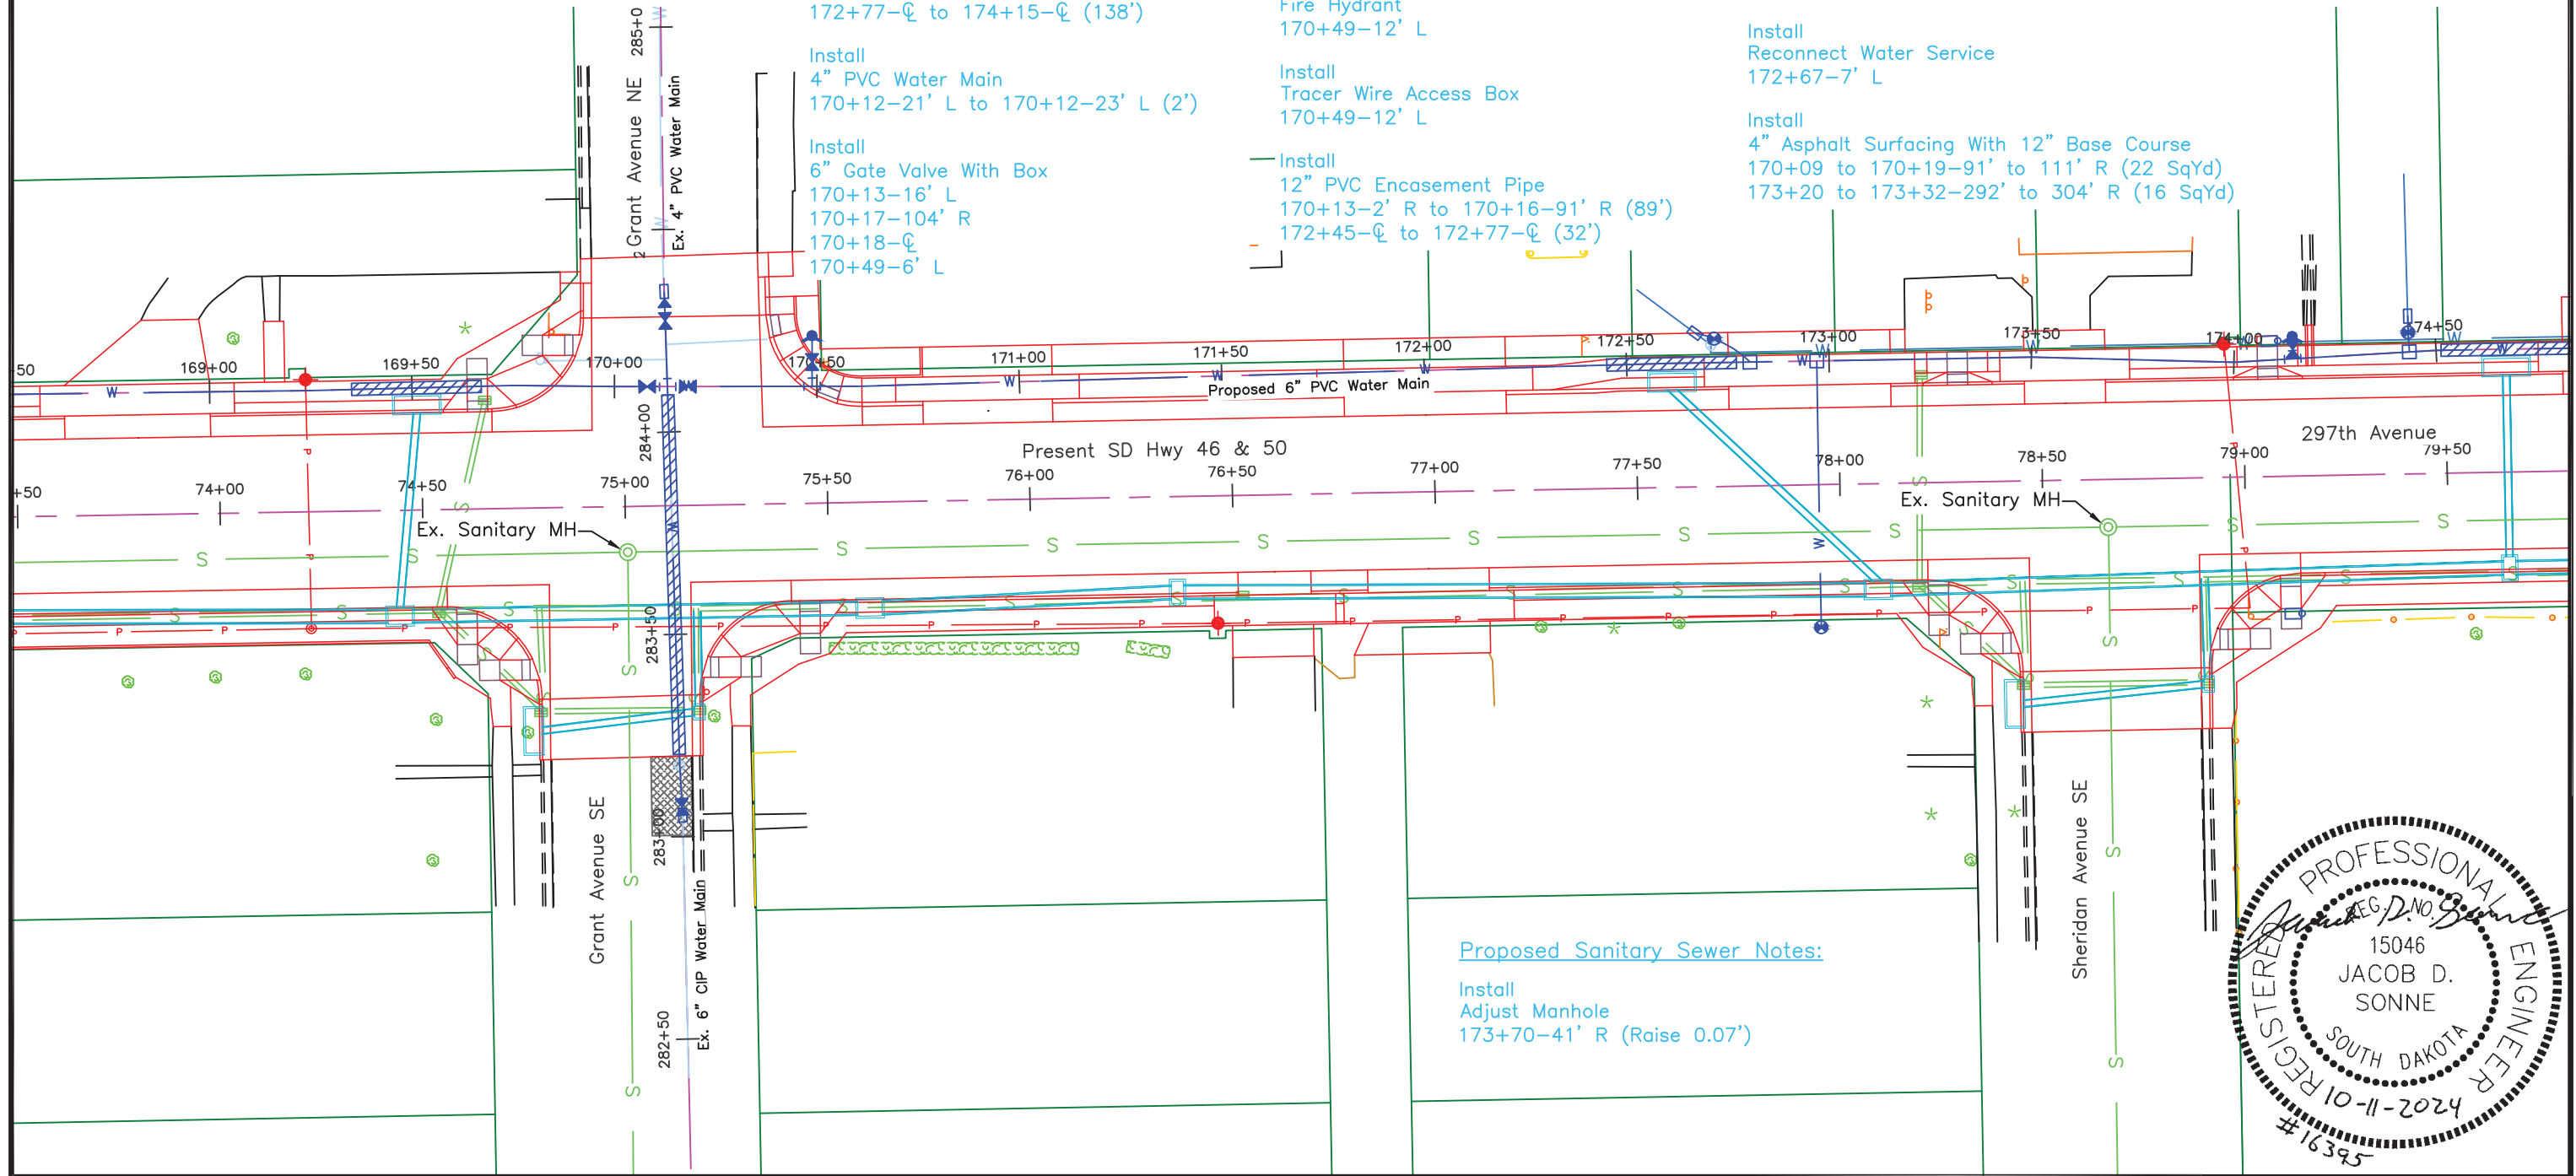 172+77-℄ to 174+15-℄ (138')
Install
4" PVC Water Main
170+12-21' L to 170+12-23' L (2')
Install
6" Gate Valve With Box
170+13-16' L
170+17-104' R
170+18-℄
170+49-6' L
Fire Hydrant
170+49-12' L
Install
Tracer Wire Access Box
170+49-12' L
Install
12" PVC Encasement Pipe
170+13-2' R to 170+16-91' R (89')
172+45-℄ to 172+77-℄ (32')
Install
Reconnect Water Service
172+67-7' L
Install
4" Asphalt Surfacing With 12" Base Course
170+09 to 170+19-91' to 111' R (22 SqYd)
173+20 to 173+32-292' to 304' R (16 SqYd)
285+0
2 Grant Avenue NE
Ex. 4" PVC Water Main
50
169+00
169+50
170+00
170+50
171+00
171+50
172+00
172+50
173+00
173+50
174+00
74+50
Proposed 6" PVC Water Main
284+00
Present SD Hwy 46 & 50
297th Avenue
+50
74+00
74+50
75+00
75+50
76+00
76+50
77+00
77+50
78+00
78+50
79+00
79+50
Ex. Sanitary MH
Ex. Sanitary MH
283+50
283+00
Grant Avenue SE
Ex. 6" CIP Water Main
282+50
Sheridan Avenue SE
Proposed Sanitary Sewer Notes:
Install
Adjust Manhole
173+70-41' R (Raise 0.07')
REGISTERED PROFESSIONAL ENGINEER
REG. NO.
15046
JACOB D.
SONNE
SOUTH DAKOTA
01-11-2024
#16395